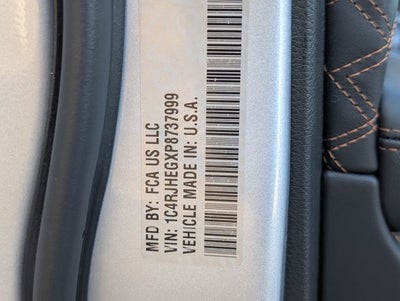 MFD BY: FCA US LLC
VIN: 1C4RJHEGXP8737999
VEHICLE MADE IN: U.S.A.